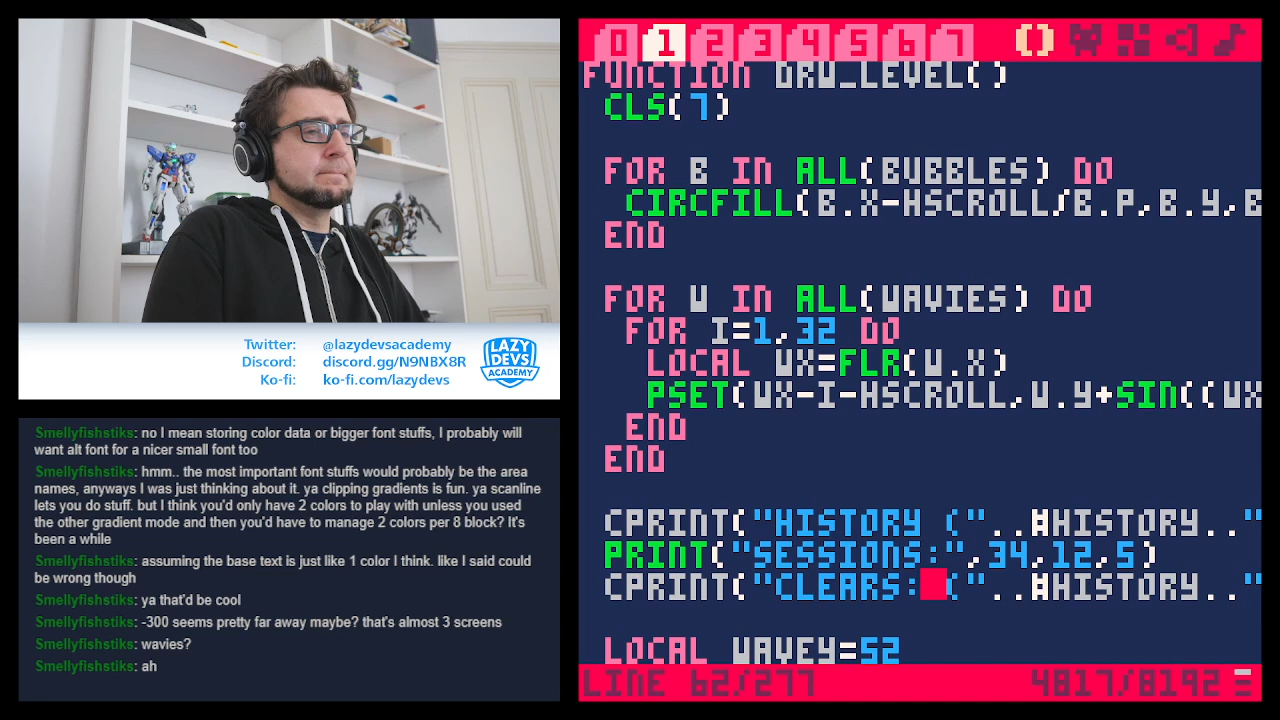 Twitter: @lazydevsacademy
Discord: discord.gg/N9NBX8R
Ko-fi: ko-fi.com/lazydevs
LAZY
DEVS
ACADEMY
Smellyfishstiks: no I mean storing color data or bigger font stuffs, I probably will
want alt font for a nicer small font too
Smellyfishstiks: hmm.. the most important font stuffs would probably be the area
names, anyways I was just thinking about it. ya clipping gradients is fun. ya scanline
lets you do stuff. but I think you'd only have 2 colors to play with unless you used
the other gradient mode and then you'd have to manage 2 colors per 8 block? It's
been a while
Smellyfishstiks: assuming the base text is just like 1 color I think. like I said could
be wrong though
Smellyfishstiks: ya that'd be cool
Smellyfishstiks: -300 seems pretty far away maybe? that's almost 3 screens
Smellyfishstiks: wavies?
Smellyfishstiks: ah
0 1 2 3 4 5 6 7 ()
FUNCTION DRW_LEVEL()
CLS(7)
FOR B IN ALL(BUBBLES) DO
CIRCFILL(B.X-HSCROLL/B.P,B.Y,B
END
FOR W IN ALL(WAVIES) DO
FOR I=1,32 DO
LOCAL WX=FLR(W.X)
PSET(WX-I-HSCROLL,W.Y+SIN((WX
END
END
CPRINT("HISTORY ("..#HISTORY.."
PRINT("SESSIONS:",34,12,5)
CPRINT("CLEARS: ("..#HISTORY.."
LOCAL WAVEY=52
LINE 62/277 4817/8192